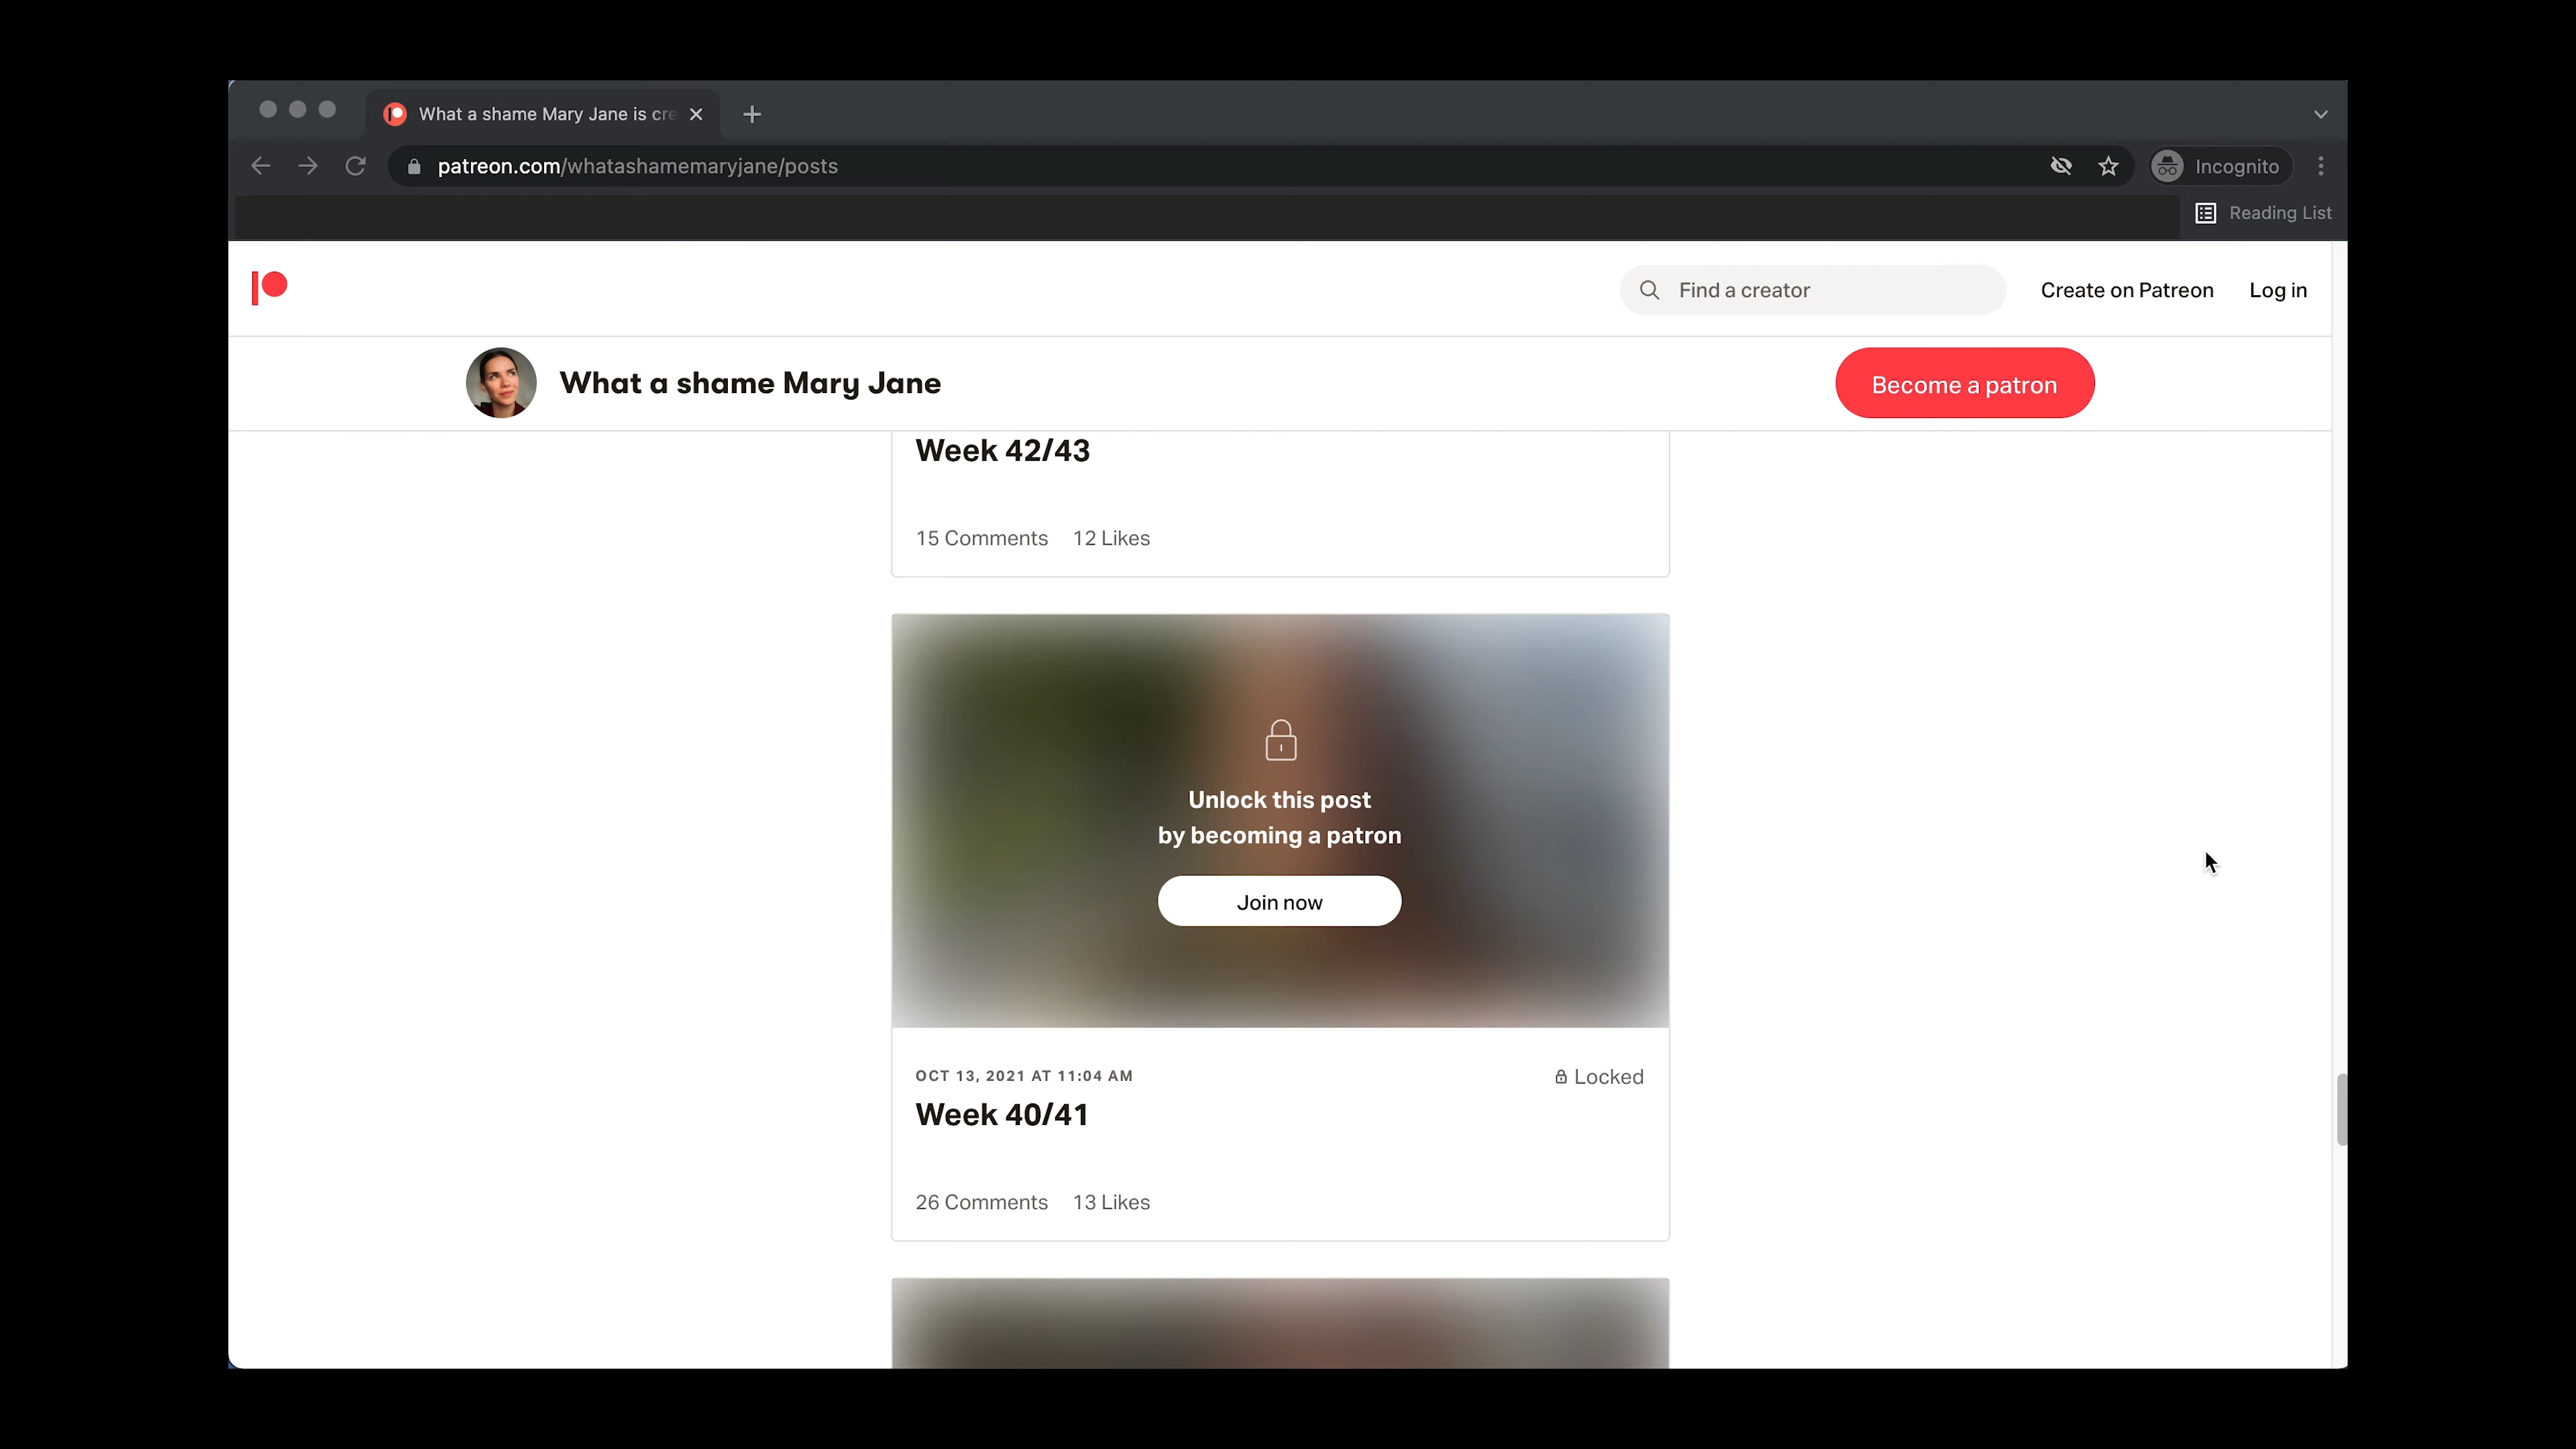 What a shame Mary Jane is cre
patreon.com/whatashamemaryjane/posts
Incognito
Reading List
Find a creator
Create on Patreon
Log in
What a shame Mary Jane
Become a patron
Week 42/43
15 Comments
12 Likes
Unlock this post
by becoming a patron
Join now
OCT 13, 2021 AT 11:04 AM
Locked
Week 40/41
26 Comments
13 Likes